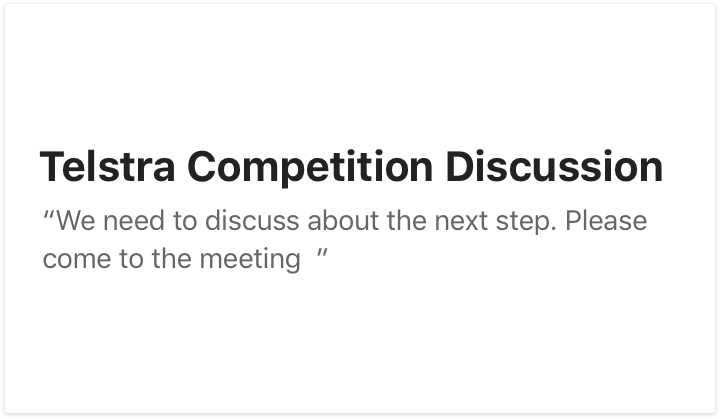 Telstra Competition Discussion
“We need to discuss about the next step. Please
come to the meeting  ”